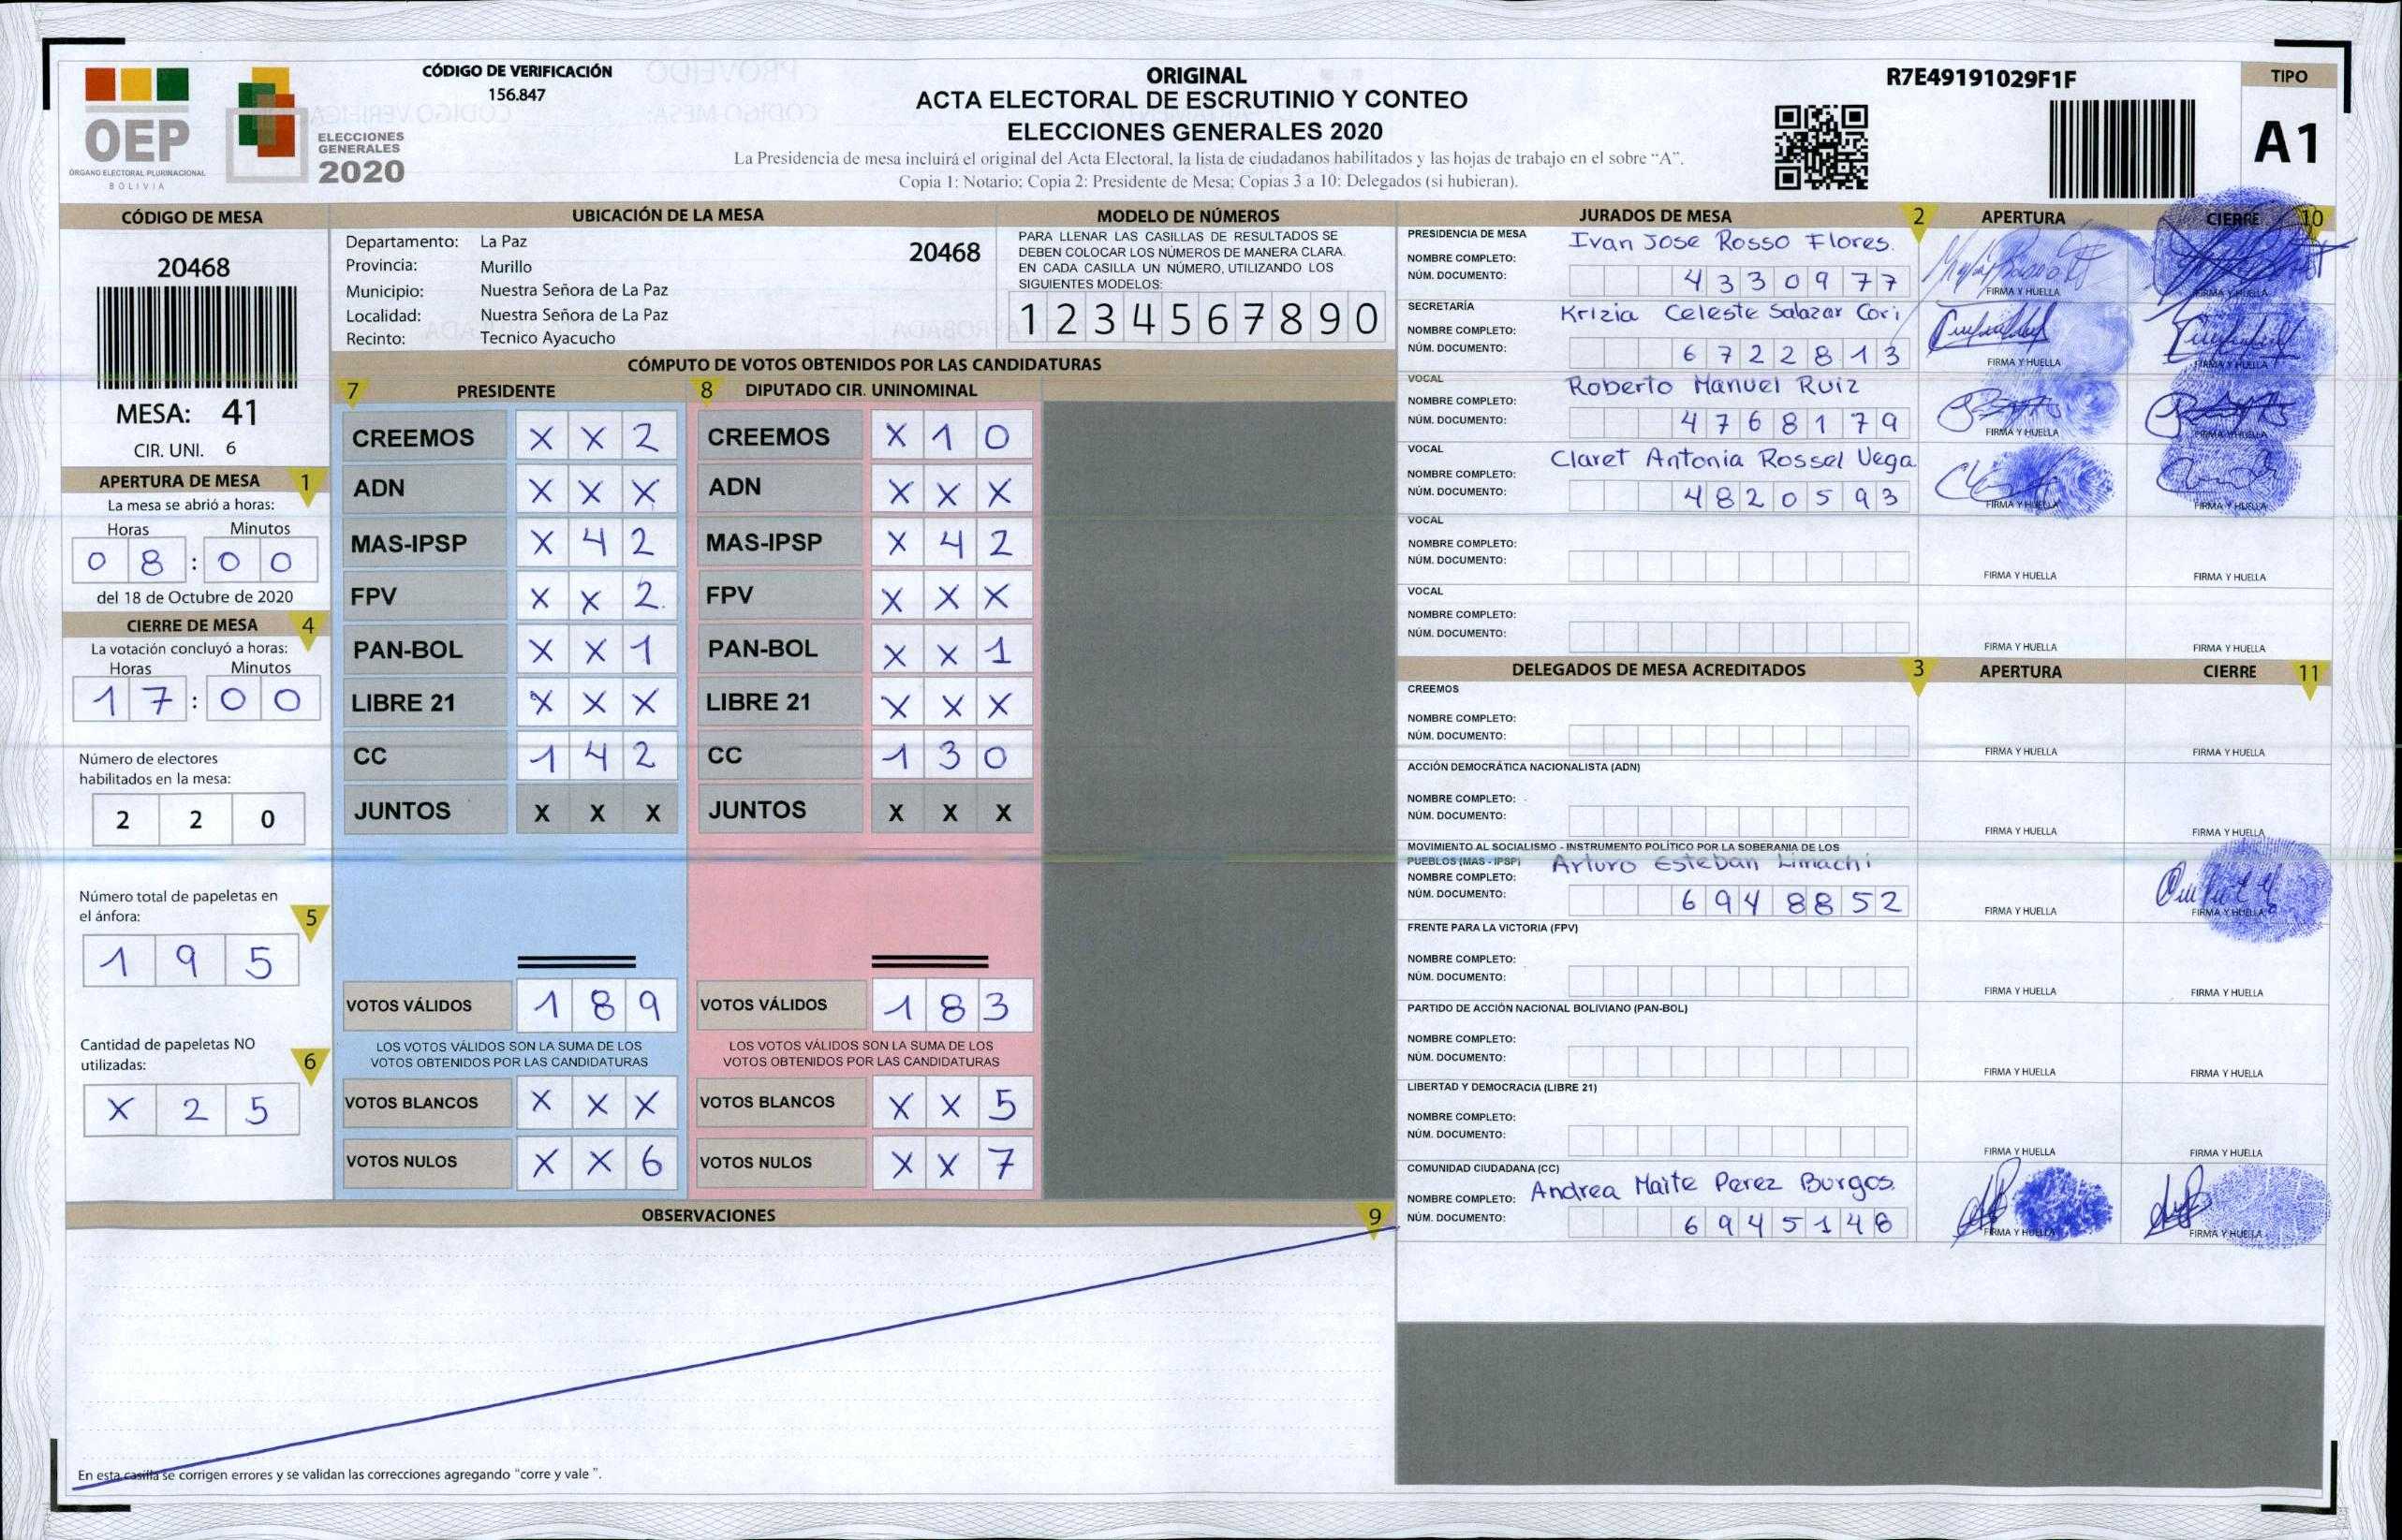 CÓDIGO DE VERIFICACIÓN
156.847
OEP
ÓRGANO ELECTORAL PLURINACIONAL
BOLIVIA
ELECCIONES
GENERALES
2020
ORIGINAL
ACTA ELECTORAL DE ESCRUTINIO Y CONTEO
ELECCIONES GENERALES 2020
La Presidencia de mesa incluirá el original del Acta Electoral, la lista de ciudadanos habilitados y las hojas de trabajo en el sobre “A”.
Copia 1: Notario; Copia 2: Presidente de Mesa; Copias 3 a 10: Delegados (si hubieran).
R7E49191029F1F
TIPO
A1
CÓDIGO DE MESA
20468
MESA: 41
CIR. UNI. 6
APERTURA DE MESA 1
La mesa se abrió a horas:
Horas Minutos
0 8 : 0 0
del 18 de Octubre de 2020
CIERRE DE MESA 4
La votación concluyó a horas:
Horas Minutos
1 7 : 0 0
Número de electores
habilitados en la mesa:
2 2 0
Número total de papeletas en
el ánfora: 5
1 9 5
Cantidad de papeletas NO
utilizadas: 6
X 2 5
UBICACIÓN DE LA MESA
Departamento: La Paz 20468
Provincia: Murillo
Municipio: Nuestra Señora de La Paz
Localidad: Nuestra Señora de La Paz
Recinto: Tecnico Ayacucho
MODELO DE NÚMEROS
PARA LLENAR LAS CASILLAS DE RESULTADOS SE
DEBEN COLOCAR LOS NÚMEROS DE MANERA CLARA.
EN CADA CASILLA UN NÚMERO, UTILIZANDO LOS
SIGUIENTES MODELOS:
1 2 3 4 5 6 7 8 9 0
CÓMPUTO DE VOTOS OBTENIDOS POR LAS CANDIDATURAS
7 PRESIDENTE
CREEMOS X X 2
ADN X X X
MAS-IPSP X 4 2
FPV X X 2
PAN-BOL X X 1
LIBRE 21 X X X
CC 1 4 2
JUNTOS X X X
VOTOS VÁLIDOS 1 8 9
LOS VOTOS VÁLIDOS SON LA SUMA DE LOS
VOTOS OBTENIDOS POR LAS CANDIDATURAS
VOTOS BLANCOS X X X
VOTOS NULOS X X 6
8 DIPUTADO CIR. UNINOMINAL
CREEMOS X 1 0
ADN X X X
MAS-IPSP X 4 2
FPV X X X
PAN-BOL X X 1
LIBRE 21 X X X
CC 1 3 0
JUNTOS X X X
VOTOS VÁLIDOS 1 8 3
LOS VOTOS VÁLIDOS SON LA SUMA DE LOS
VOTOS OBTENIDOS POR LAS CANDIDATURAS
VOTOS BLANCOS X X 5
VOTOS NULOS X X 7
OBSERVACIONES 9
En esta casilla se corrigen errores y se validan las correcciones agregando “corre y vale ”.
JURADOS DE MESA 2 APERTURA CIERRE 10
PRESIDENCIA DE MESA
NOMBRE COMPLETO: Ivan Jose Rosso Flores.
NÚM. DOCUMENTO: 4 3 3 0 9 7 7
FIRMA Y HUELLA FIRMA Y HUELLA
SECRETARÍA
NOMBRE COMPLETO: Krizia Celeste Salazar Cori
NÚM. DOCUMENTO: 6 7 2 2 8 1 3
FIRMA Y HUELLA FIRMA Y HUELLA
VOCAL
NOMBRE COMPLETO: Roberto Manuel Ruiz
NÚM. DOCUMENTO: 4 7 6 8 1 7 9
FIRMA Y HUELLA FIRMA Y HUELLA
VOCAL
NOMBRE COMPLETO: Claret Antonia Rossel Vega
NÚM. DOCUMENTO: 4 8 2 0 5 9 3
FIRMA Y HUELLA FIRMA Y HUELLA
VOCAL
NOMBRE COMPLETO:
NÚM. DOCUMENTO:
FIRMA Y HUELLA FIRMA Y HUELLA
VOCAL
NOMBRE COMPLETO:
NÚM. DOCUMENTO:
FIRMA Y HUELLA FIRMA Y HUELLA
DELEGADOS DE MESA ACREDITADOS 3 APERTURA CIERRE 11
CREEMOS
NOMBRE COMPLETO:
NÚM. DOCUMENTO:
FIRMA Y HUELLA FIRMA Y HUELLA
ACCIÓN DEMOCRÁTICA NACIONALISTA (ADN)
NOMBRE COMPLETO:
NÚM. DOCUMENTO:
FIRMA Y HUELLA FIRMA Y HUELLA
MOVIMIENTO AL SOCIALISMO - INSTRUMENTO POLÍTICO POR LA SOBERANIA DE LOS
PUEBLOS (MAS - IPSP)
NOMBRE COMPLETO: Arturo Esteban Limachi
NÚM. DOCUMENTO: 6 9 4 8 8 5 2
FIRMA Y HUELLA FIRMA Y HUELLA
FRENTE PARA LA VICTORIA (FPV)
NOMBRE COMPLETO:
NÚM. DOCUMENTO:
FIRMA Y HUELLA FIRMA Y HUELLA
PARTIDO DE ACCIÓN NACIONAL BOLIVIANO (PAN-BOL)
NOMBRE COMPLETO:
NÚM. DOCUMENTO:
FIRMA Y HUELLA FIRMA Y HUELLA
LIBERTAD Y DEMOCRACIA (LIBRE 21)
NOMBRE COMPLETO:
NÚM. DOCUMENTO:
FIRMA Y HUELLA FIRMA Y HUELLA
COMUNIDAD CIUDADANA (CC)
NOMBRE COMPLETO: Andrea Maite Perez Burgos.
NÚM. DOCUMENTO: 6 9 4 5 1 4 8
FIRMA Y HUELLA FIRMA Y HUELLA